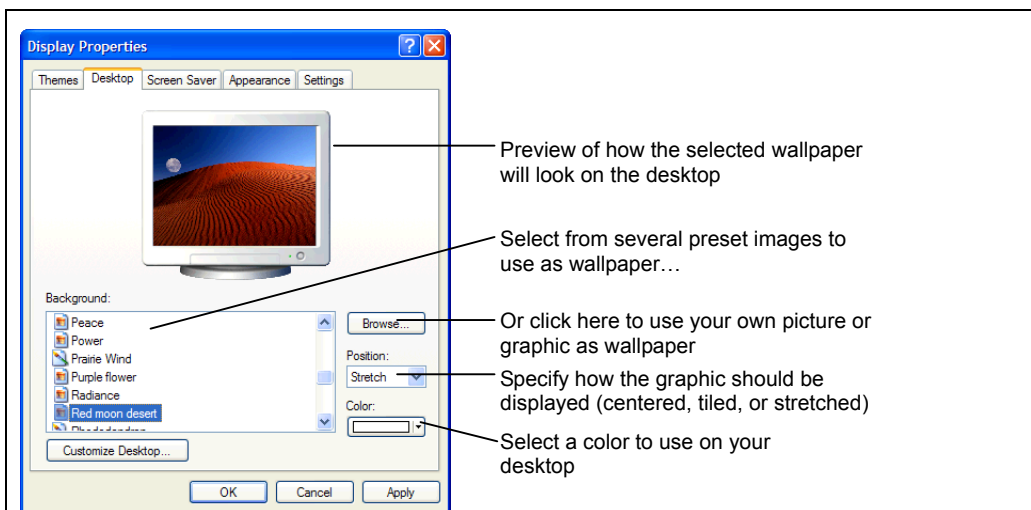 Display Properties
Themes Desktop Screen Saver Appearance Settings
Preview of how the selected wallpaper
will look on the desktop
Select from several preset images to
use as wallpaper…
Background:
Peace
Power
Prairie Wind
Purple flower
Radiance
Red moon desert
Rhododendron
Customize Desktop...
Browse...
Position:
Stretch
Color:
Or click here to use your own picture or
graphic as wallpaper
Specify how the graphic should be
displayed (centered, tiled, or stretched)
Select a color to use on your
desktop
OK Cancel Apply